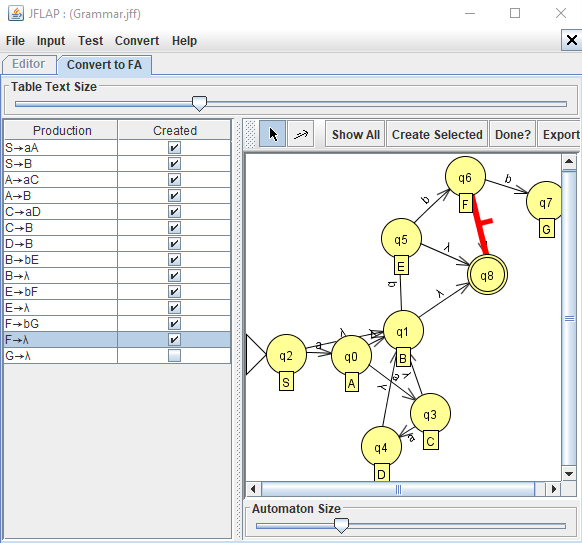 JFLAP : (Grammar.jff)
File Input Test Convert Help
Editor Convert to FA
Table Text Size
Production Created
S→aA
S→B
A→aC
A→B
C→aD
C→B
D→B
B→bE
B→λ
E→bF
E→λ
F→bG
F→λ
G→λ
Show All Create Selected Done? Export
q6
b
q7
F
b
G
q5
λ
E
q8
b
λ
q1
λ
q2
a
q0
B
S
A
λ
a
λ
q3
C
a
q4
D
Automaton Size